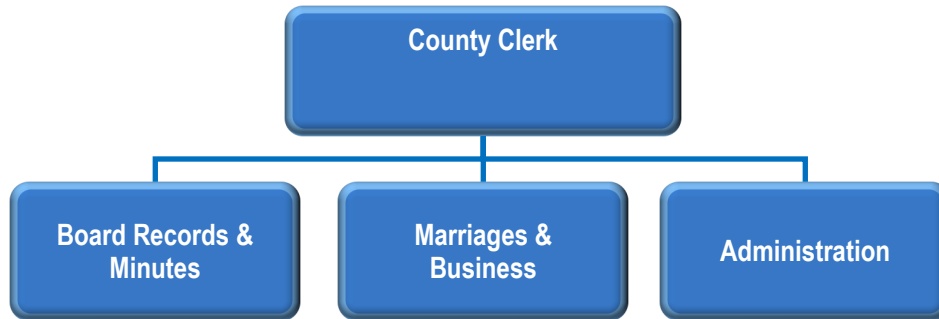 County Clerk
Board Records &
Minutes
Marriages &
Business
Administration